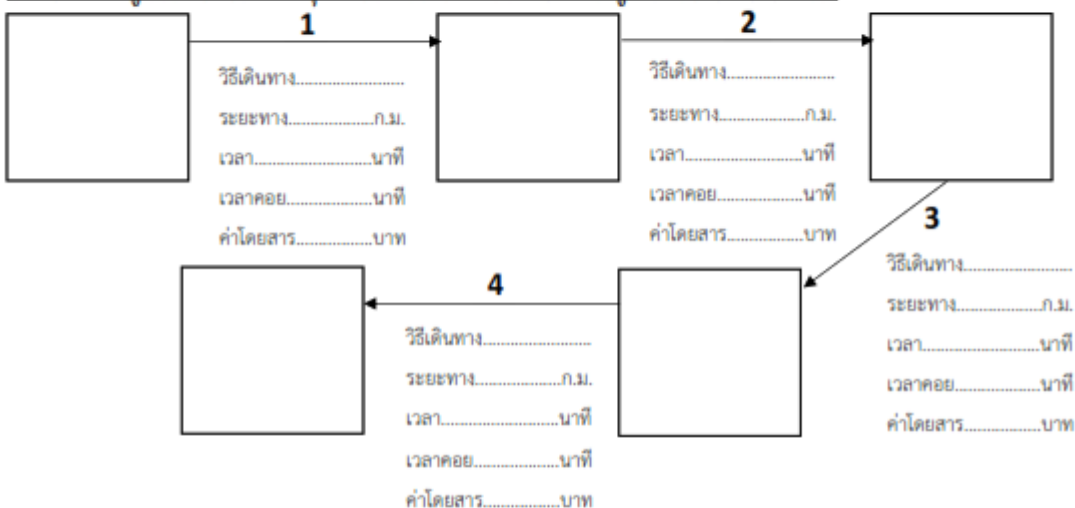 1
วิธีเดินทาง...........................
ระยะทาง.....................ก.ม.
เวลา.............................นาที
เวลาคอย.....................นาที
ค่าโดยสาร...................บาท
2
วิธีเดินทาง...........................
ระยะทาง.....................ก.ม.
เวลา.............................นาที
เวลาคอย.....................นาที
ค่าโดยสาร...................บาท
3
วิธีเดินทาง...........................
ระยะทาง.....................ก.ม.
เวลา.............................นาที
เวลาคอย.....................นาที
ค่าโดยสาร...................บาท
4
วิธีเดินทาง...........................
ระยะทาง.....................ก.ม.
เวลา.............................นาที
เวลาคอย.....................นาที
ค่าโดยสาร...................บาท